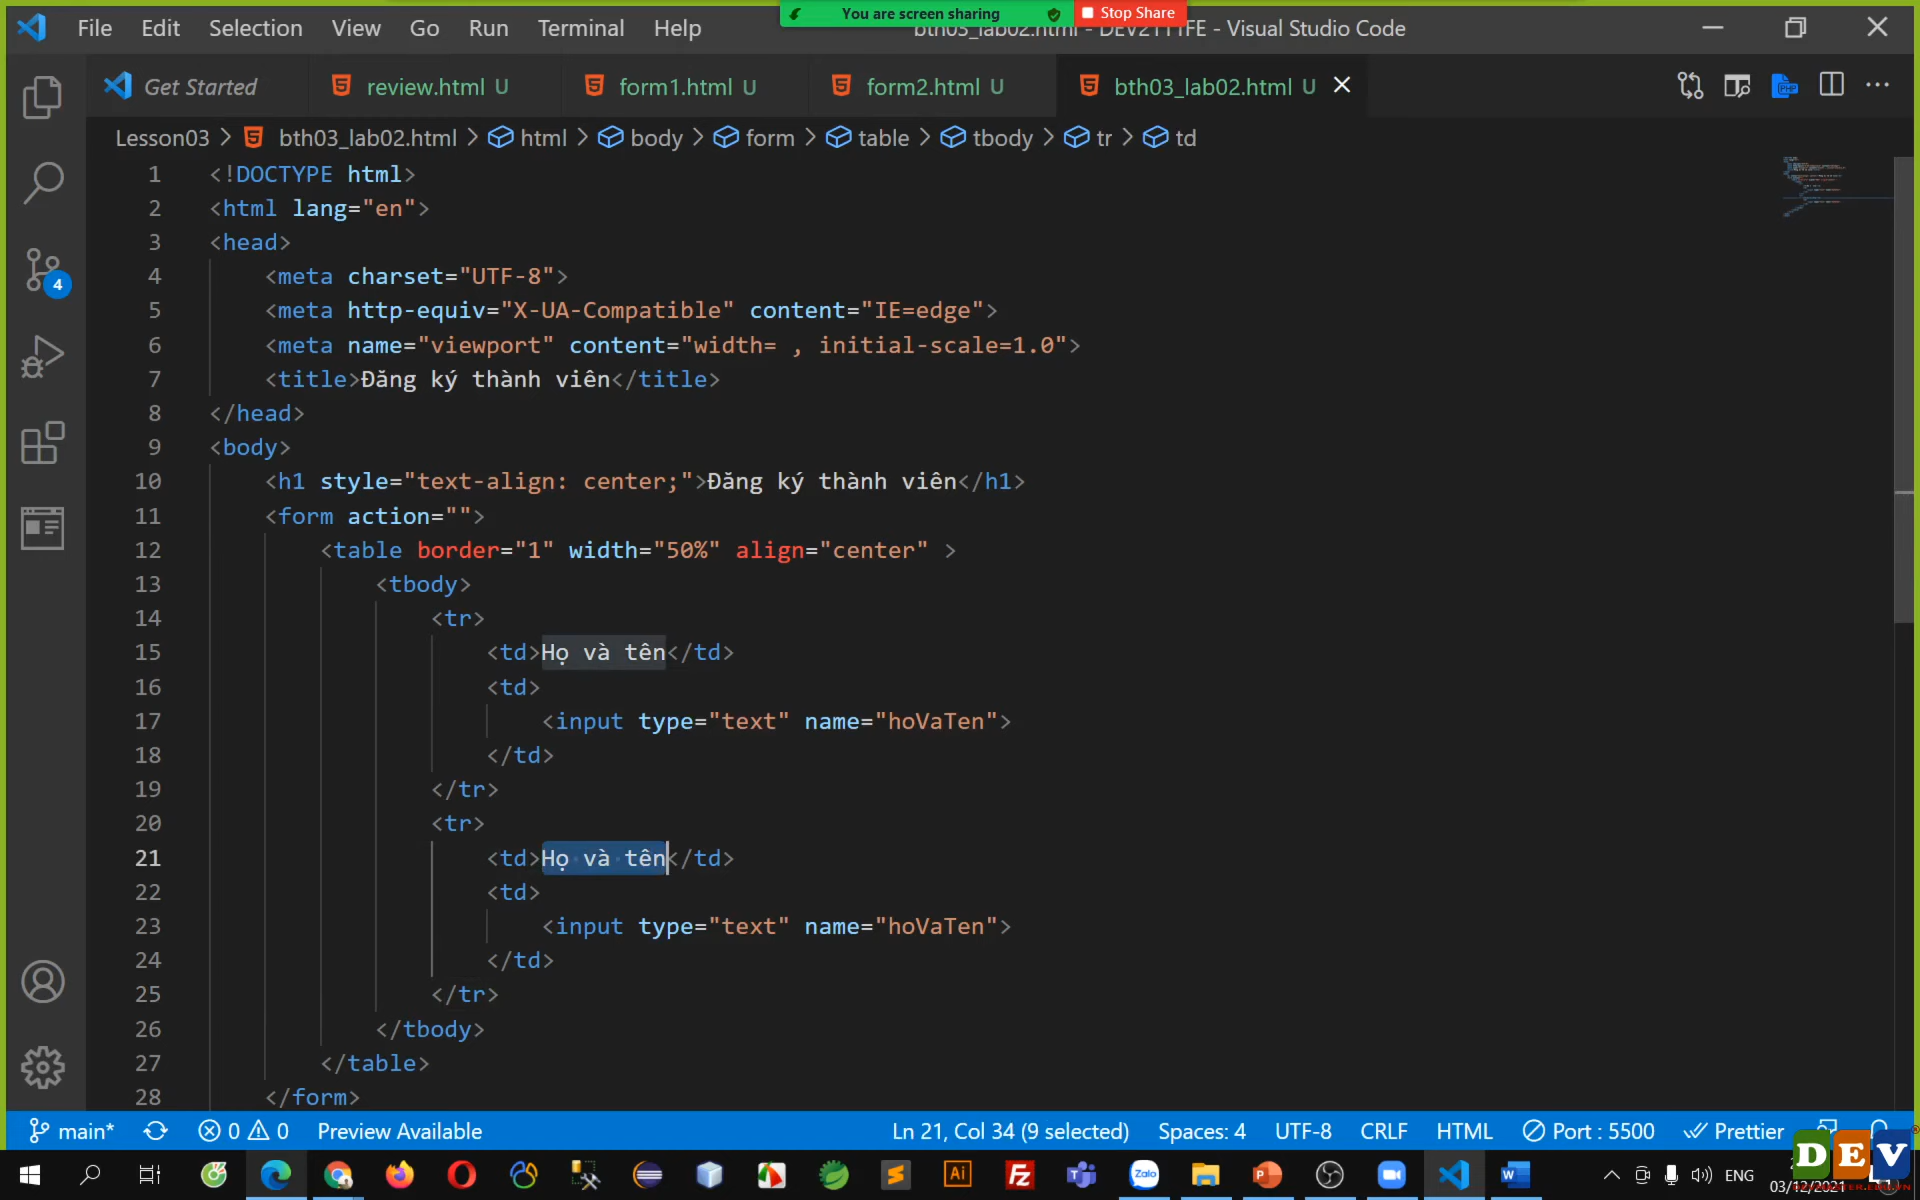 You are screen sharing
Stop Share
File Edit Selection View Go Run Terminal Help
bth03_lab02.html - DEV2111FE - Visual Studio Code
Get Started
review.html U
form1.html U
form2.html U
bth03_lab02.html U
Lesson03 > bth03_lab02.html > html > body > form > table > tbody > tr > td
1 <!DOCTYPE html>
2 <html lang="en">
3 <head>
4 <meta charset="UTF-8">
5 <meta http-equiv="X-UA-Compatible" content="IE=edge">
6 <meta name="viewport" content="width= , initial-scale=1.0">
7 <title>Đăng ký thành viên</title>
8 </head>
9 <body>
10 <h1 style="text-align: center;">Đăng ký thành viên</h1>
11 <form action="">
12 <table border="1" width="50%" align="center" >
13 <tbody>
14 <tr>
15 <td>Họ và tên</td>
16 <td>
17 <input type="text" name="hoVaTen">
18 </td>
19 </tr>
20 <tr>
21 <td>Họ và tên</td>
22 <td>
23 <input type="text" name="hoVaTen">
24 </td>
25 </tr>
26 </tbody>
27 </table>
28 </form>
4
main* 0 0 Preview Available
Ln 21, Col 34 (9 selected) Spaces: 4 UTF-8 CRLF HTML Port : 5500 Prettier
ENG
03/12/2021
DEV